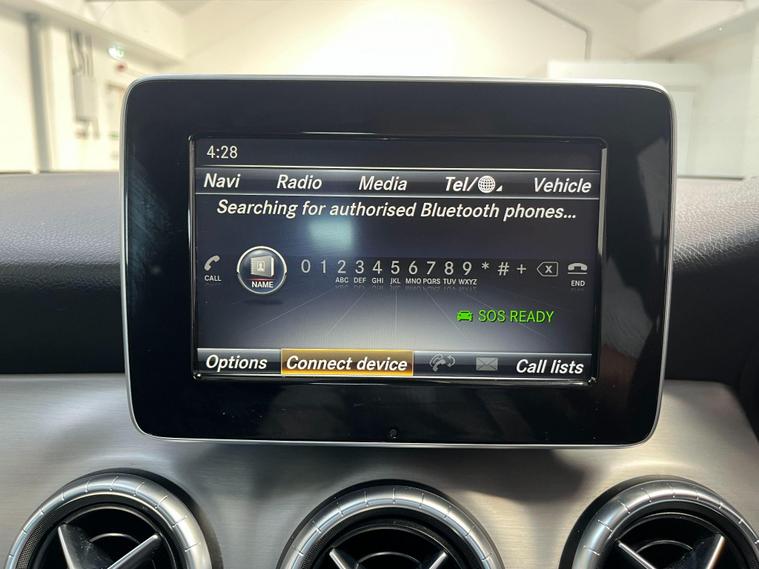 4:28
Navi Radio Media Tel/ Vehicle
Searching for authorised Bluetooth phones...
0 1 2 3 4 5 6 7 8 9 * # +
CALL NAME ABC DEF GHI JKL MNO PQRS TUV WXYZ END
SOS READY
Options Connect device Call lists